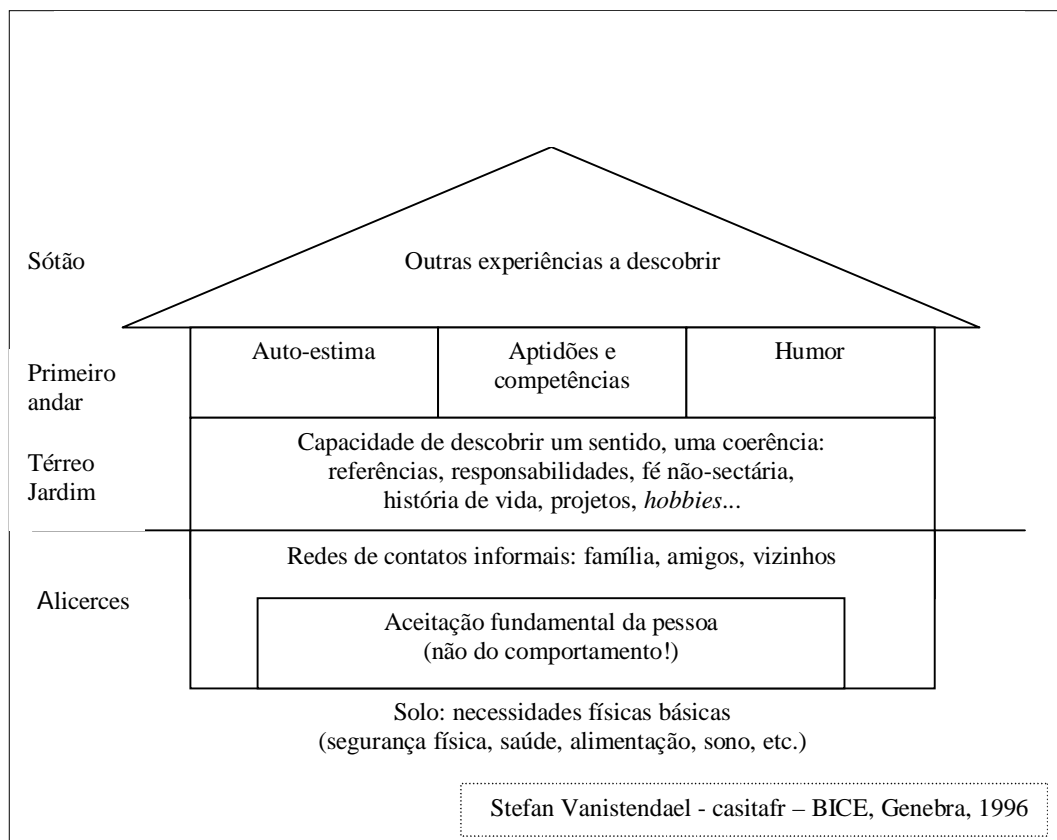 Sótão
Outras experiências a descobrir
Primeiro
andar
Auto-estima
Aptidões e
competências
Humor
Térreo
Jardim
Capacidade de descobrir um sentido, uma coerência:
referências, responsabilidades, fé não-sectária,
história de vida, projetos, hobbies...
Alicerces
Redes de contatos informais: família, amigos, vizinhos
Aceitação fundamental da pessoa
(não do comportamento!)
Solo: necessidades físicas básicas
(segurança física, saúde, alimentação, sono, etc.)
Stefan Vanistendael - casitafr – BICE, Genebra, 1996